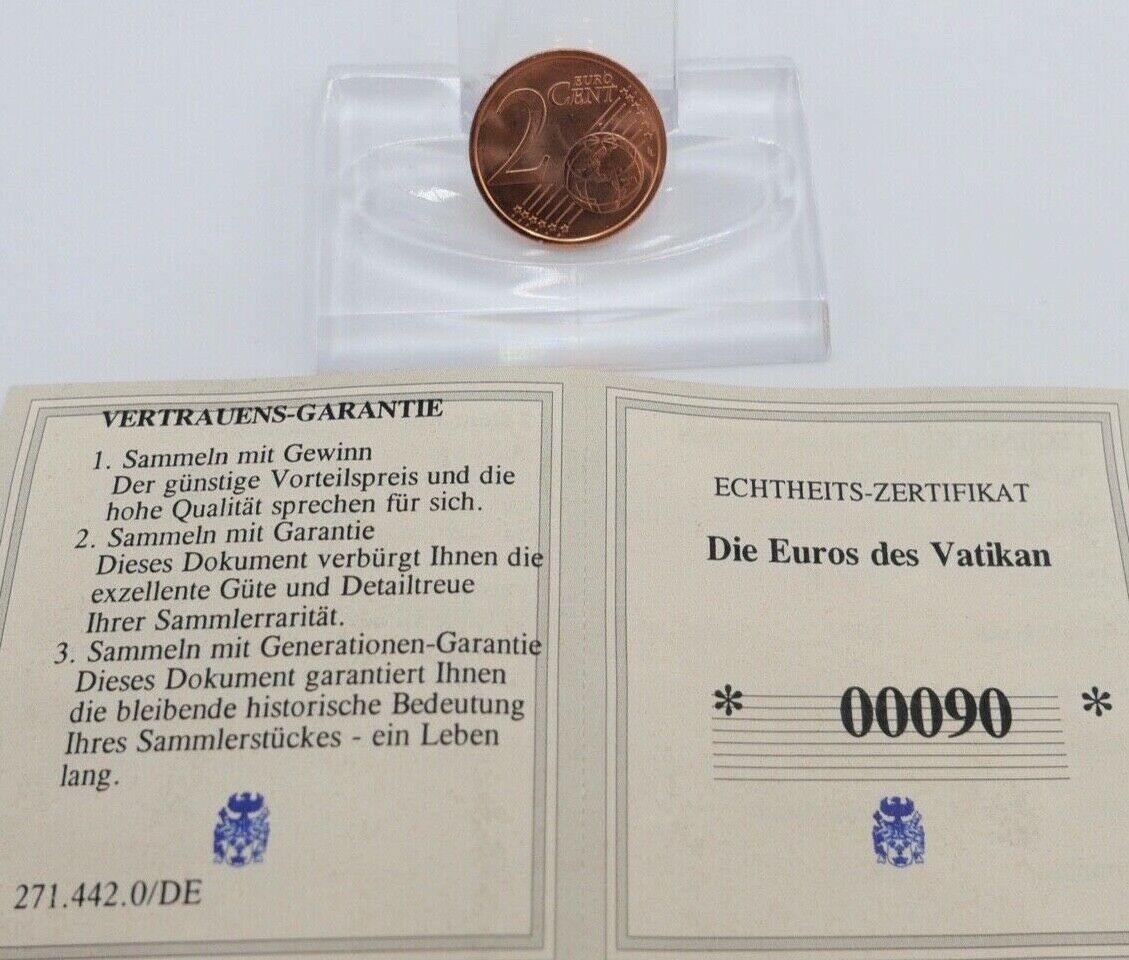 2
EURO
CENT
VERTRAUENS-GARANTIE
1. Sammeln mit Gewinn
Der günstige Vorteilspreis und die
hohe Qualität sprechen für sich.
2. Sammeln mit Garantie
Dieses Dokument verbürgt Ihnen die
exzellente Güte und Detailtreue
Ihrer Sammlerrarität.
3. Sammeln mit Generationen-Garantie
Dieses Dokument garantiert Ihnen
die bleibende historische Bedeutung
Ihres Sammlerstückes - ein Leben
lang.
271.442.0/DE
ECHTHEITS-ZERTIFIKAT
Die Euros des Vatikan
* 00090 *